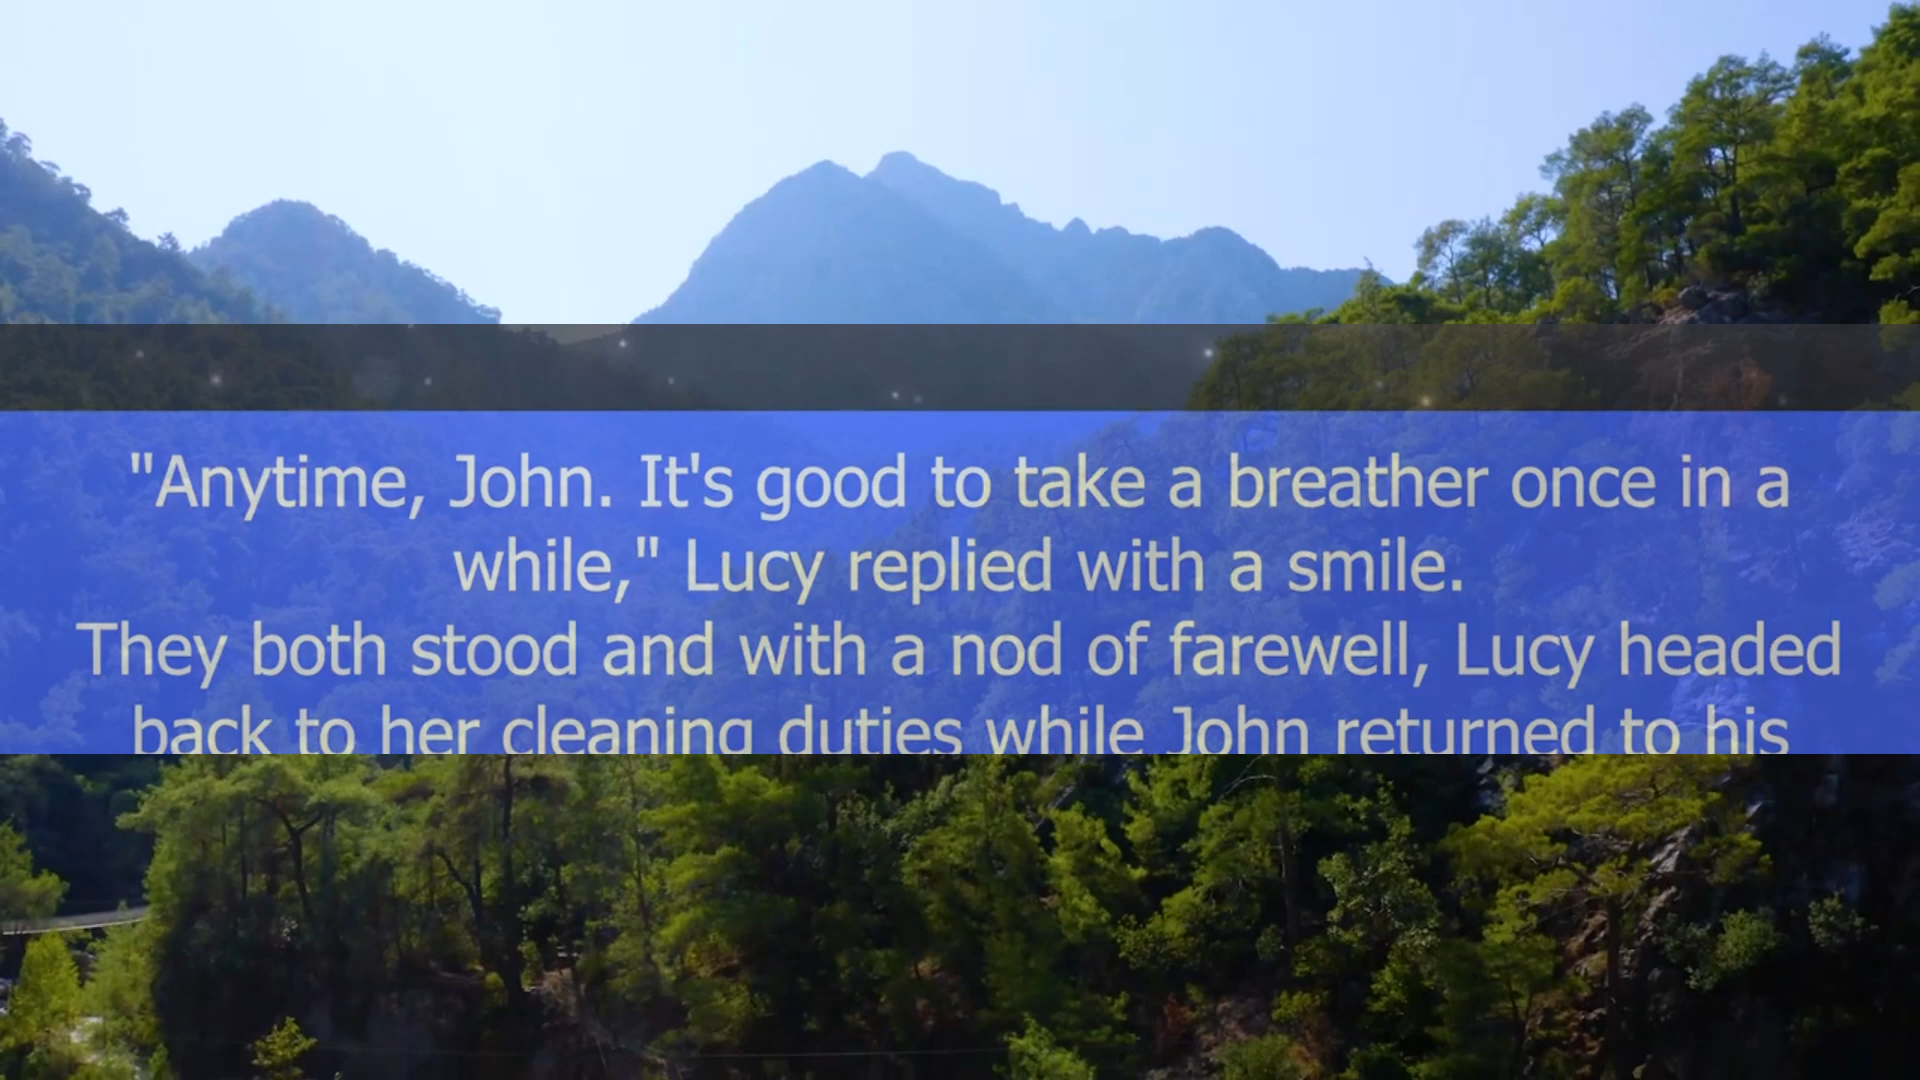 "Anytime, John. It's good to take a breather once in a
while," Lucy replied with a smile.
They both stood and with a nod of farewell, Lucy headed
back to her cleaning duties while John returned to his